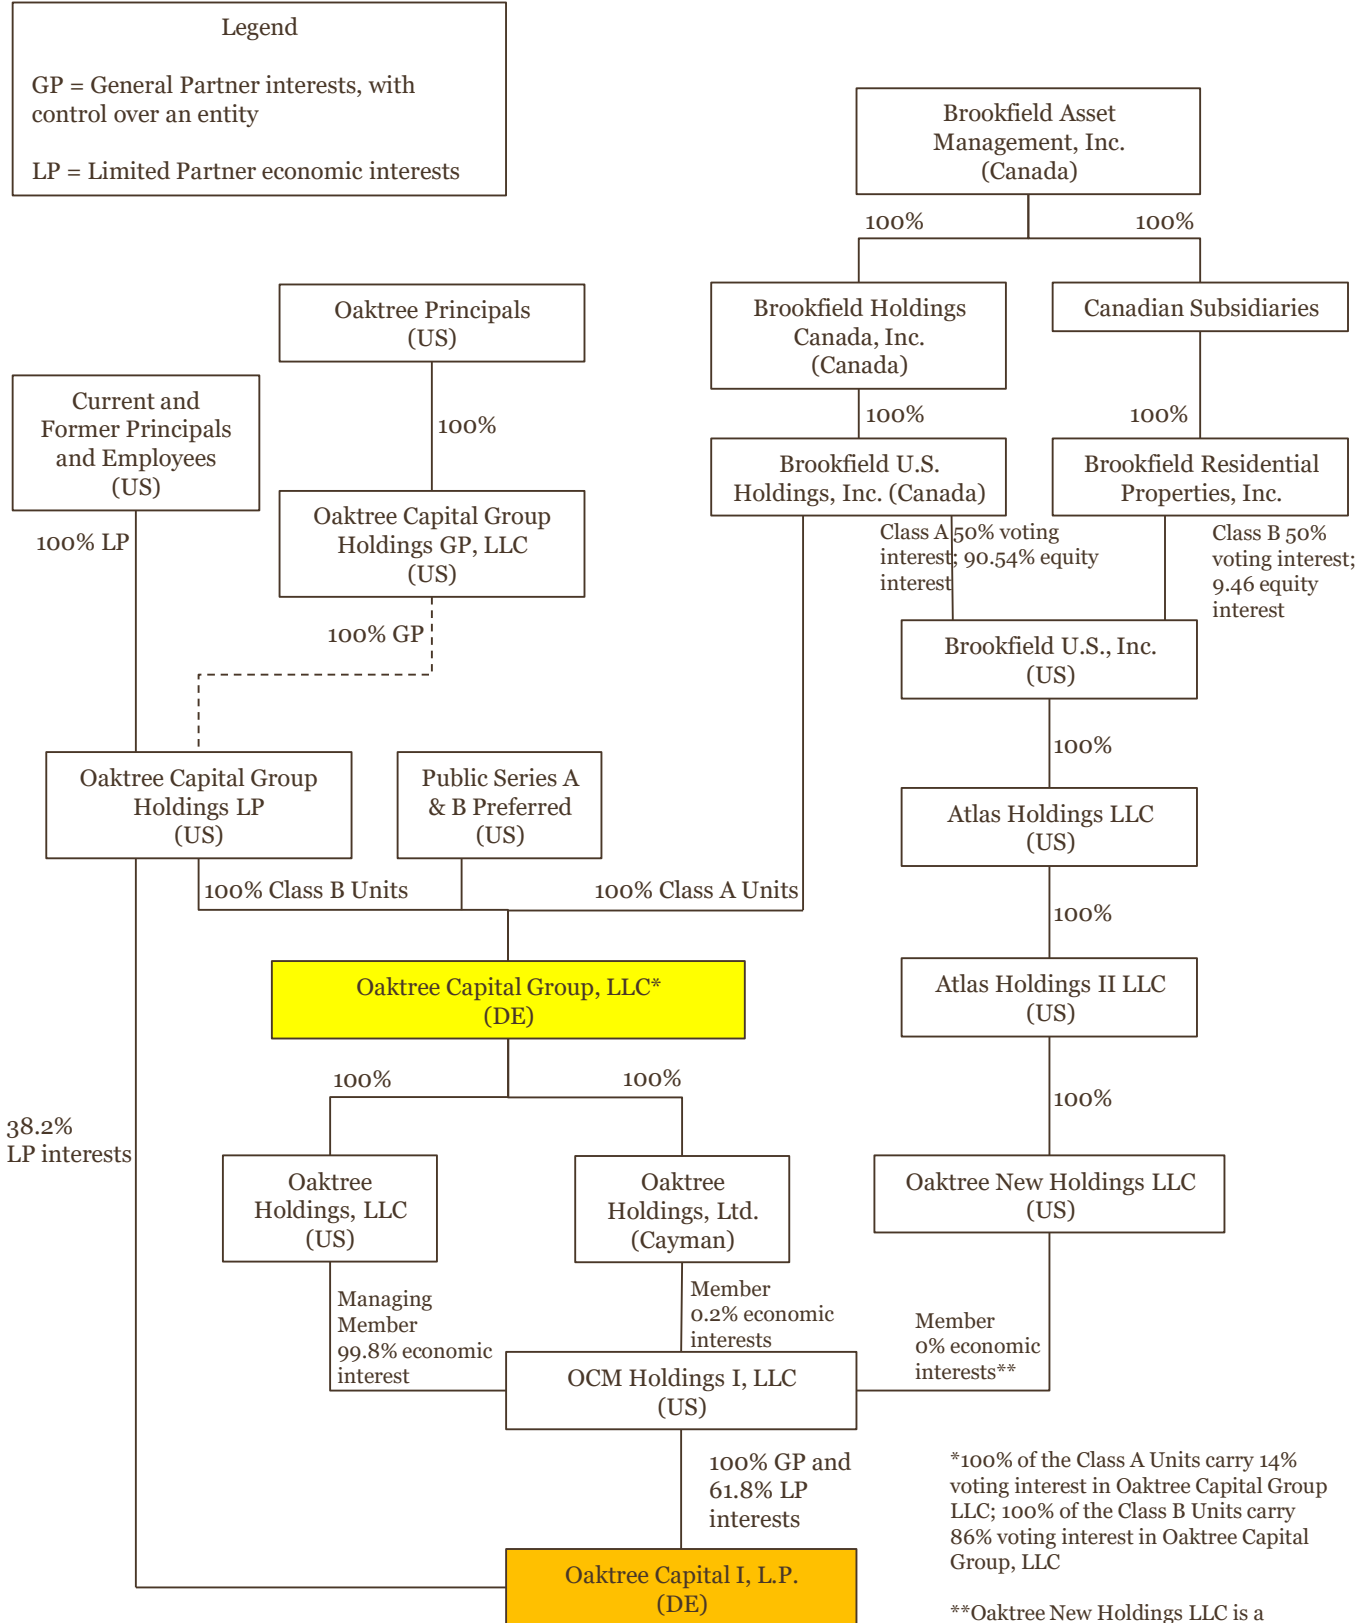 Legend
GP = General Partner interests, with
control over an entity
LP = Limited Partner economic interests
Brookfield Asset
Management, Inc.
(Canada)
100%
100%
Oaktree Principals
(US)
Brookfield Holdings
Canada, Inc.
(Canada)
Canadian Subsidiaries
Current and
Former Principals
and Employees
(US)
100%
100%
100%
Brookfield U.S.
Holdings, Inc. (Canada)
Brookfield Residential
Properties, Inc.
Oaktree Capital Group
Holdings GP, LLC
(US)
100% LP
Class A 50% voting
interest; 90.54% equity
interest
Class B 50%
voting interest;
9.46 equity
interest
100% GP
Brookfield U.S., Inc.
(US)
100%
Oaktree Capital Group
Holdings LP
(US)
Public Series A
& B Preferred
(US)
Atlas Holdings LLC
(US)
100% Class B Units
100% Class A Units
100%
Oaktree Capital Group, LLC*
(DE)
Atlas Holdings II LLC
(US)
100%
100%
100%
38.2%
LP interests
Oaktree
Holdings, LLC
(US)
Oaktree
Holdings, Ltd.
(Cayman)
Oaktree New Holdings LLC
(US)
Managing
Member
99.8% economic
interest
Member
0.2% economic
interests
Member
0% economic
interests**
OCM Holdings I, LLC
(US)
100% GP and
61.8% LP
interests
*100% of the Class A Units carry 14%
voting interest in Oaktree Capital Group
LLC; 100% of the Class B Units carry
86% voting interest in Oaktree Capital
Group, LLC
Oaktree Capital I, L.P.
(DE)
**Oaktree New Holdings LLC is a